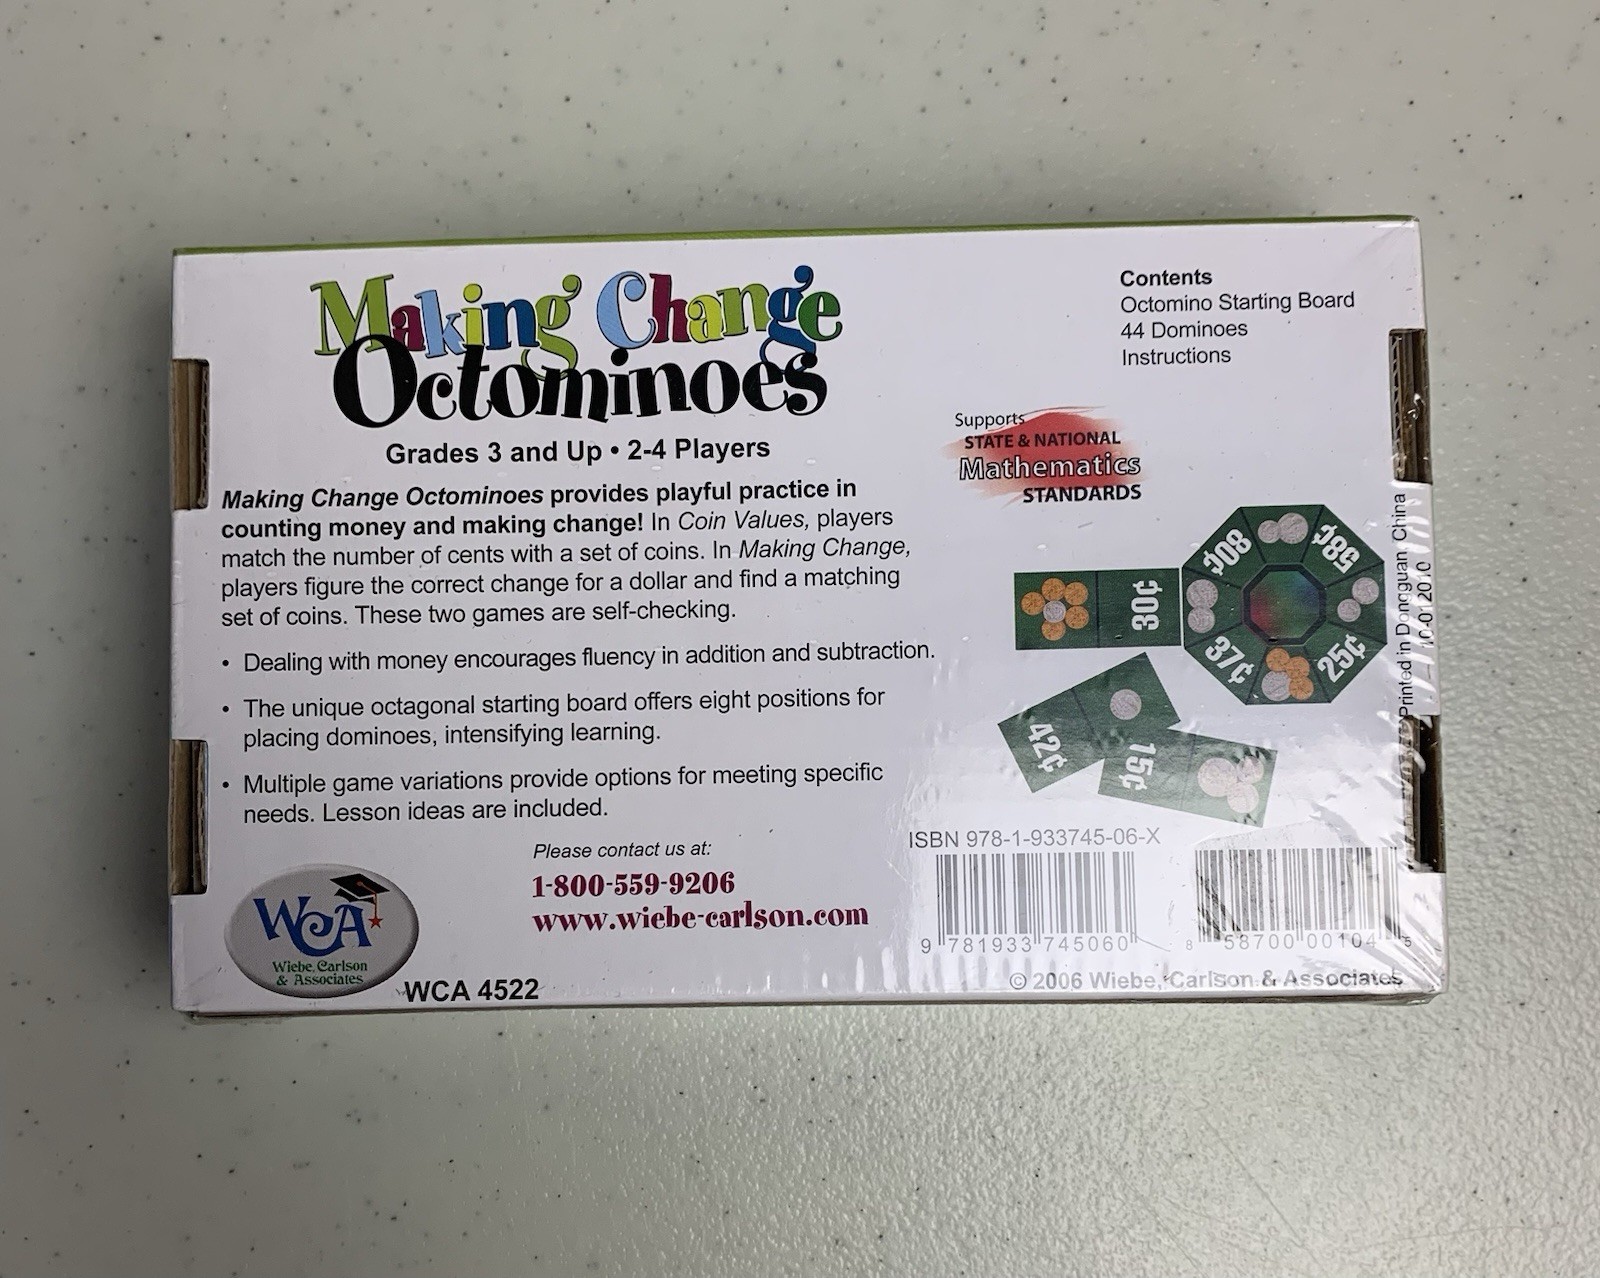 Making Change
Octominoes
Grades 3 and Up • 2-4 Players
Making Change Octominoes provides playful practice in
counting money and making change! In Coin Values, players
match the number of cents with a set of coins. In Making Change,
players figure the correct change for a dollar and find a matching
set of coins. These two games are self-checking.
• Dealing with money encourages fluency in addition and subtraction.
• The unique octagonal starting board offers eight positions for
placing dominoes, intensifying learning.
• Multiple game variations provide options for meeting specific
needs. Lesson ideas are included.
Please contact us at:
1-800-559-9206
www.wiebe-carlson.com
WCA
Wiebe, Carlson
& Associates
WCA 4522
Contents
Octomino Starting Board
44 Dominoes
Instructions
Supports
STATE & NATIONAL
Mathematics
STANDARDS
80¢
58¢
30¢
37¢
25¢
42¢
15¢
Printed in Dongguan China
ISBN 978-1-933745-06-X
9 781933 745060
8 58700 00104 5
© 2006 Wiebe, Carlson & Associates